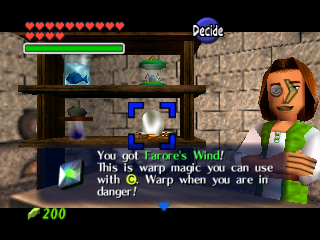 Decide
You got Farore's Wind!
This is warp magic you can use
with C. Warp when you are in
danger!
200